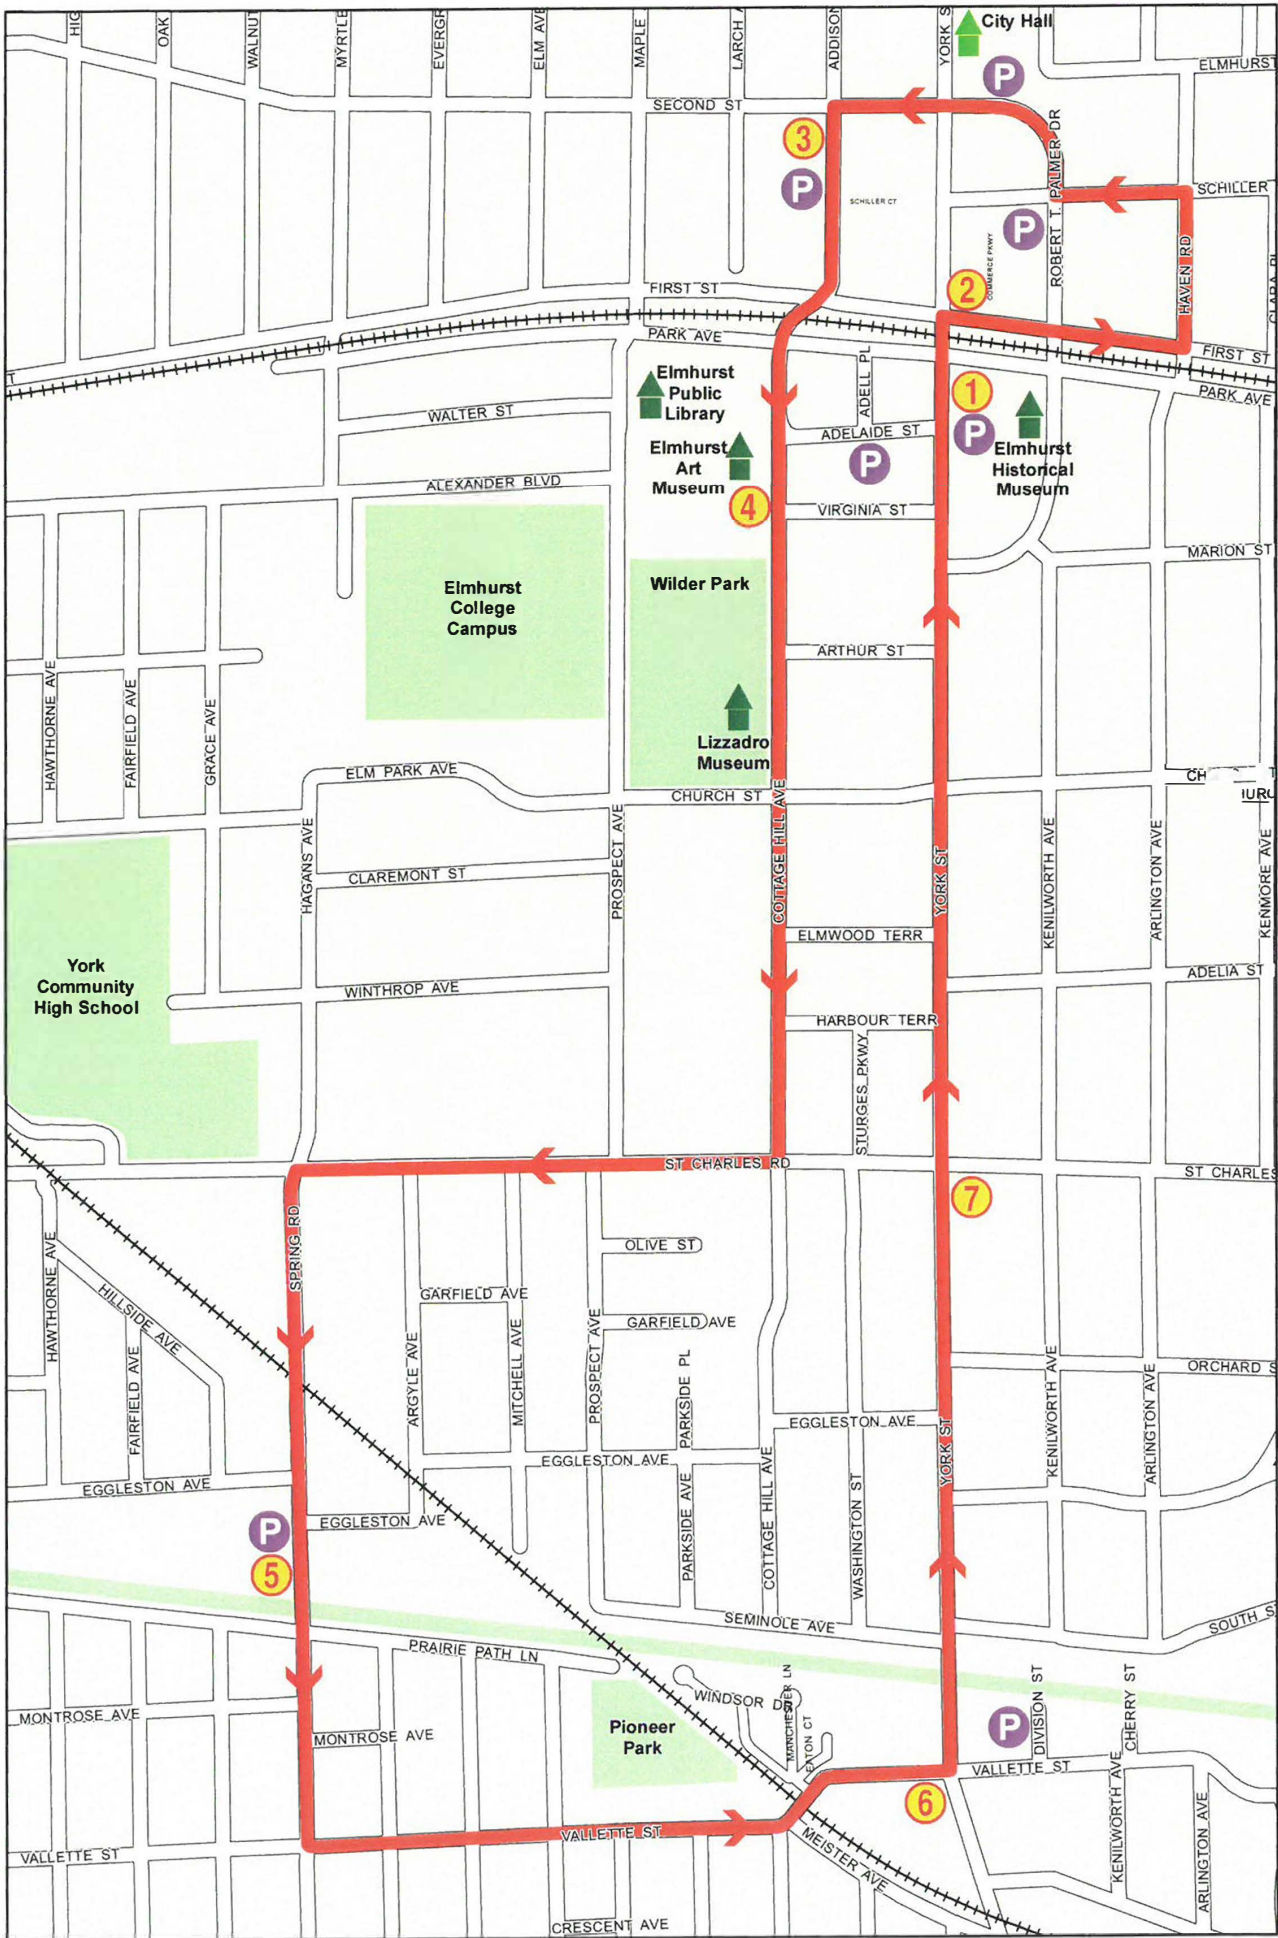 HIG
OAK
WALNUT
MYRTLE
EVERGR
ELM AVE
MAPLE
LARCH A
ADDISON
YORK S
City Hall
P
ELMHURST
SECOND ST
3
P
SCHILLER CT
ROBERT T. PALMER DR
SCHILLER
P
COMMERCE PKWY
HAVEN RD
2
FIRST ST
PARK AVE
FIRST ST
PARK AVE
ADELL PL
1
P
Elmhurst
Public
Library
WALTER ST
ADELAIDE ST
P
Elmhurst
Historical
Museum
Elmhurst
Art
Museum
4
ALEXANDER BLVD
VIRGINIA ST
MARION ST
Elmhurst
College
Campus
Wilder Park
ARTHUR ST
HAWTHORNE AVE
FAIRFIELD AVE
GRACE AVE
Lizzadro
Museum
ELM PARK AVE
CHURCH ST
CH
HAGANS AVE
PROSPECT AVE
COTTAGE HILL AVE
YORK ST
KENILWORTH AVE
ARLINGTON AVE
KENMORE AVE
CLAREMONT ST
ELMWOOD TERR
York
Community
High School
WINTHROP AVE
ADELIA ST
HARBOUR TERR
STURGES PKWY
ST CHARLES RD
ST CHARLES
7
SPRING RD
OLIVE ST
HAWTHORNE AVE
HILLSIDE AVE
GARFIELD AVE
GARFIELD AVE
FAIRFIELD AVE
ARGYLE AVE
MITCHELL AVE
PROSPECT AVE
PARKSIDE PL
KENILWORTH AVE
ARLINGTON AVE
ORCHARD S
EGGLESTON AVE
YORK ST
EGGLESTON AVE
EGGLESTON AVE
EGGLESTON AVE
PARKSIDE AVE
COTTAGE HILL AVE
WASHINGTON ST
P
5
SEMINOLE AVE
SOUTH S
PRAIRIE PATH LN
WINDSOR DR
MANCHESTER LN
EATON CT
MONTROSE AVE
MONTROSE AVE
Pioneer
Park
P
DIVISION ST
CHERRY ST
VALLETTE ST
6
KENILWORTH AVE
ARLINGTON AVE
VALLETTE ST
VALLETTE ST
MEISTER AVE
CRESCENT AVE